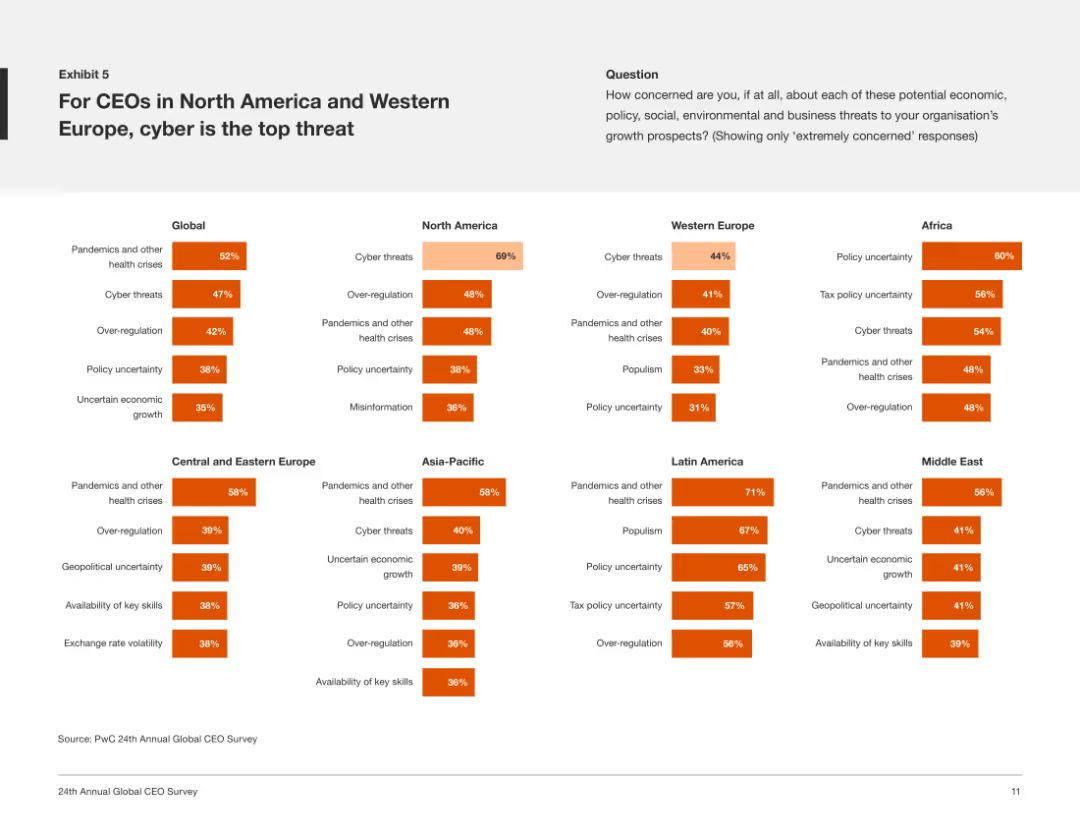 Exhibit 5
For CEOs in North America and Western
Europe, cyber is the top threat
Question
How concerned are you, if at all, about each of these potential economic,
policy, social, environmental and business threats to your organisation's
growth prospects? (Showing only 'extremely concerned' responses)
Global
Pandemics and other
health crises
52%
Cyber threats
47%
Over-regulation
42%
Policy uncertainty
38%
Uncertain economic
growth
35%
North America
Cyber threats
69%
Over-regulation
48%
Pandemics and other
health crises
48%
Policy uncertainty
38%
Misinformation
36%
Western Europe
Cyber threats
44%
Over-regulation
41%
Pandemics and other
health crises
40%
Populism
33%
Policy uncertainty
31%
Africa
Policy uncertainty
60%
Tax policy uncertainty
56%
Cyber threats
54%
Pandemics and other
health crises
48%
Over-regulation
48%
Central and Eastern Europe
Pandemics and other
health crises
58%
Over-regulation
39%
Geopolitical uncertainty
39%
Availability of key skills
38%
Exchange rate volatility
38%
Asia-Pacific
Pandemics and other
health crises
58%
Cyber threats
40%
Uncertain economic
growth
39%
Policy uncertainty
36%
Over-regulation
36%
Availability of key skills
36%
Latin America
Pandemics and other
health crises
71%
Populism
67%
Policy uncertainty
65%
Tax policy uncertainty
57%
Over-regulation
56%
Middle East
Pandemics and other
health crises
56%
Cyber threats
41%
Uncertain economic
growth
41%
Geopolitical uncertainty
41%
Availability of key skills
39%
Source: PwC 24th Annual Global CEO Survey
24th Annual Global CEO Survey
11